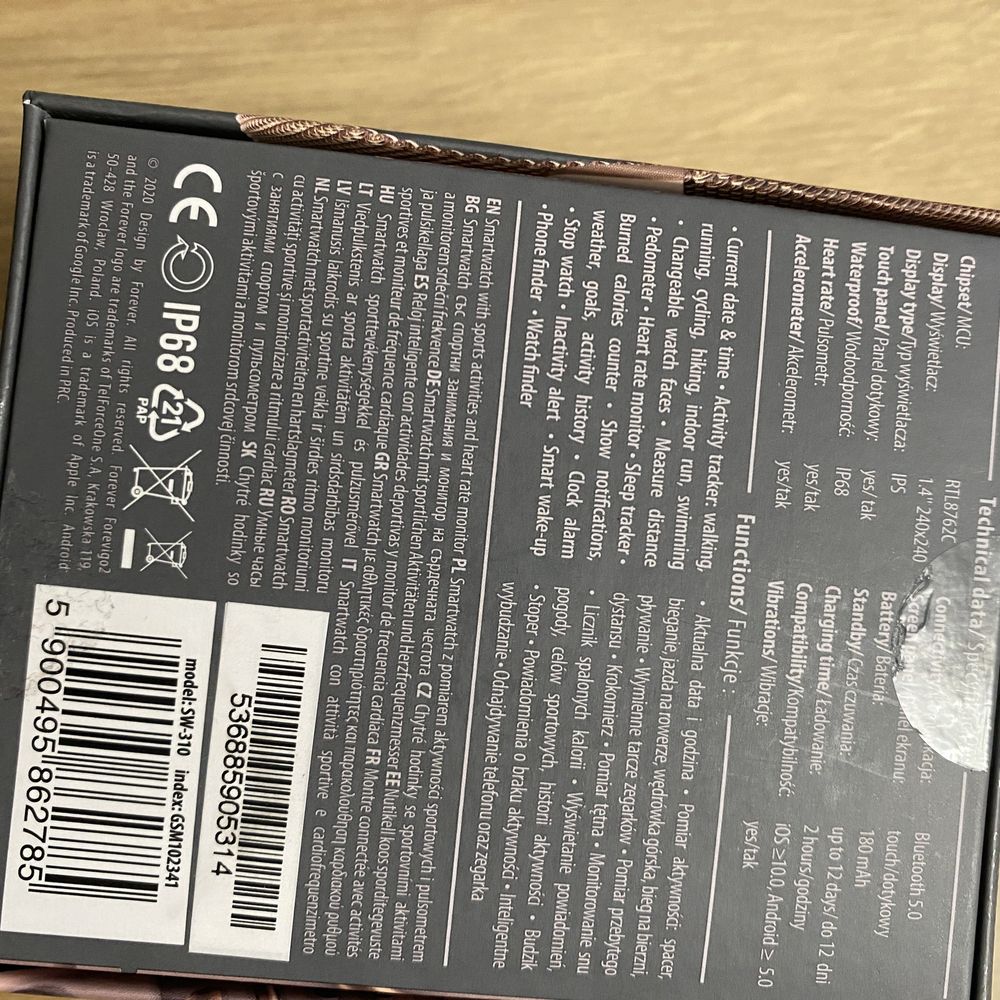 Technical data/
Chipset/MCU: RTL8762C
Display/Wyświetlacz: 1.4" 240x240
Display type/Typ wyświetlacza: IPS
Touch panel/Panel dotykowy: yes/tak
Waterproof/Wodoodporność: IP68
Heart rate/Pulsometr: yes/tak
Accelerometer/Akcelerometr: yes/tak
Bluetooth 5.0
touch/dotykowy
Battery/Bateria: 180 mAh
Standby/Czas czuwania: up to 12 days/do 12 dni
Charging time/Ładowanie: 2 hours/godziny
Compatibility/Kompatybilność: iOS ≥10.0, Android ≥ 5.0
Vibrations/Wibracje: yes/tak
Functions/ Funkcje :
• Current date & time • Activity tracker: walking,
running, cycling, hiking, indoor run, swimming
• Changeable watch faces • Measure distance
• Pedometer • Heart rate monitor • Sleep tracker •
Burned calories counter • Show notifications,
weather, goals, activity history • Clock alarm
• Stop watch • Inactivity alert • Smart wake-up
•Phone finder • Watch finder
• Aktualna data i godzina • Pomiar aktywności: spacer,
bieganie, jazda na rowerze, wędrówka górska, bieg na bierzni,
pływanie • Wymienne tarcze zegarków • Pomiar przebytego
dystansu • Krokomierz • Pomiar tętna • Monitorowanie snu
• Licznik spalonych kalorii • Wyświetlanie powiadomień,
pogody, celów sportowych, historii aktywności • Budzik
• Stoper • Powiadomienia o braku aktywności • Inteligentne
wybudzanie • Odnajdywanie telefonu oraz zegarka
EN Smartwatch with sports activities and heart rate monitor PL Smartwatch z pomiarem aktywności sportowych i pulsometrem
BG Smartwatch със спортни занимания и монитор на сърдечната честота CZ Chytré hodinky se sportovními aktivitami
a monitorem srdeční frekvence DE Smartwatch mit sportlichen Aktivitäten und Herzfrequenzmesser EE Nutikell koos sporditegevuste
ja pulsikellaga ES Reloj inteligente con actividades deportivas y monitor de frecuencia cardíaca FR Montre connectée avec activités
sportives et moniteur de fréquence cardiaque GR Smartwatch με αθλητικές δραστηριότητες και παρακολούθηση καρδιακού ρυθμού
HU Smartwatch sporttevékenységekkel és pulzusmérővel IT Smartwatch con attività sportive e cardiofrequenzimetro
LT Viedpulkstenis ar sporta aktivitātēm un sirdsdarbības monitoru
LV Išmanusis laikrodis su sportine veikla ir širdies ritmo monitoriumi
NL Smartwatch met sportactiviteiten en hartslagmeter RO Smartwatch
cu activități sportive și monitorizare a ritmului cardiac RU Умные часы
с занятиями спортом и пульсометром SK Chytré hodinky so
športovými aktivitami a monitorom srdcovej činnosti.
CE IP68 21
PAP
© 2020 Design by Forever. All rights reserved. Forever Forevigo2
and the Forever logo are trademarks of TelForceOne S.A. Krakowska 119,
50-428 Wrocław, Poland. iOS is a trademark of Apple Inc. Android
is a trademark of Google Inc. Produced in PRC.
536885905314
model: SW-310 index: GSM102341
5 900495 862785